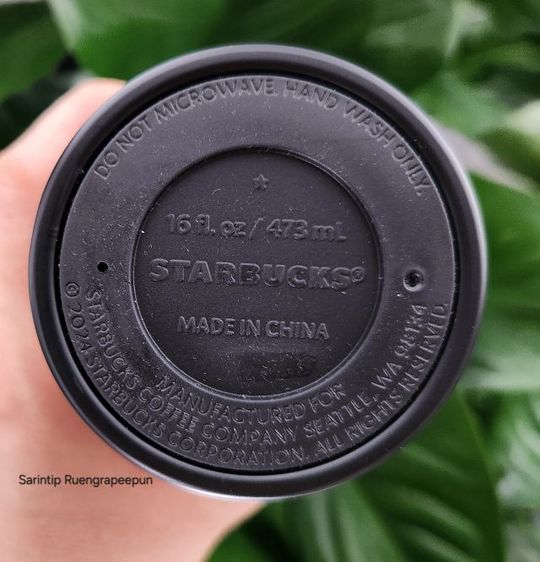 DO NOT MICROWAVE. HAND WASH ONLY.
16 fl. oz / 473 mL
STARBUCKS®
MADE IN CHINA
MANUFACTURED FOR
STARBUCKS COFFEE COMPANY SEATTLE, WA 98134
© 2024 STARBUCKS CORPORATION. ALL RIGHTS RESERVED.
Sarintip Ruengrapeepun